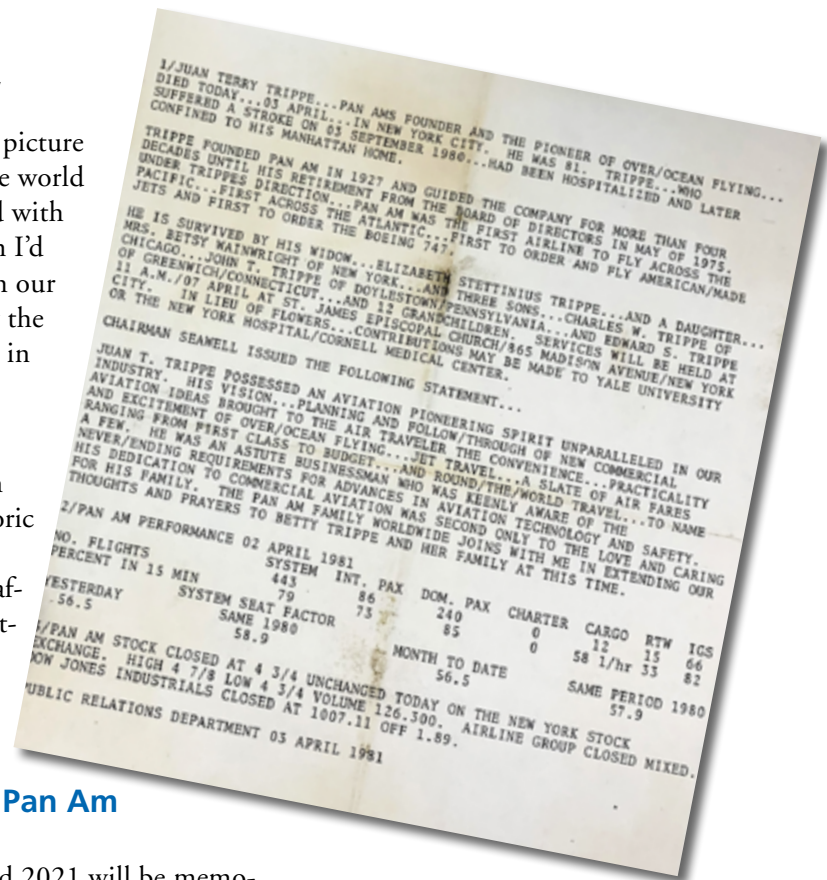 picture
e world
d with
I'd
our
the
in
oric
af-
t-
1/JUAN TERRY TRIPPE...PAN AMS FOUNDER AND THE PIONEER OF OVER/OCEAN FLYING...
DIED TODAY...03 APRIL...IN NEW YORK CITY. HE WAS 81. TRIPPE...WHO
SUFFERED A STROKE ON 03 SEPTEMBER 1980...HAD BEEN HOSPITALIZED AND LATER
CONFINED TO HIS MANHATTAN HOME.
TRIPPE FOUNDED PAN AM IN 1927 AND GUIDED THE COMPANY FOR MORE THAN FOUR
DECADES UNTIL HIS RETIREMENT FROM THE BOARD OF DIRECTORS IN MAY OF 1975.
UNDER TRIPPES DIRECTION...PAN AM WAS THE FIRST AIRLINE TO FLY ACROSS THE
PACIFIC...FIRST ACROSS THE ATLANTIC...FIRST TO ORDER AND FLY AMERICAN/MADE
JETS AND FIRST TO ORDER THE BOEING 747.
HE IS SURVIVED BY HIS WIDOW...ELIZABETH STETTINIUS TRIPPE...AND A DAUGHTER...
MRS. BETSY WAINWRIGHT OF NEW YORK...AND THREE SONS...CHARLES W. TRIPPE OF
CHICAGO...JOHN T. TRIPPE OF DOYLESTOWN/PENNSYLVANIA...AND EDWARD S. TRIPPE
OF GREENWICH/CONNECTICUT...AND 12 GRANDCHILDREN. SERVICES WILL BE HELD AT
11 A.M./07 APRIL AT ST. JAMES EPISCOPAL CHURCH/865 MADISON AVENUE/NEW YORK
CITY. IN LIEU OF FLOWERS...CONTRIBUTIONS MAY BE MADE TO YALE UNIVERSITY
OR THE NEW YORK HOSPITAL/CORNELL MEDICAL CENTER.
CHAIRMAN SEAWELL ISSUED THE FOLLOWING STATEMENT...
JUAN T. TRIPPE POSSESSED AN AVIATION PIONEERING SPIRIT UNPARALLELED IN OUR
INDUSTRY. HIS VISION...PLANNING AND FOLLOW/THROUGH OF NEW COMMERCIAL
AVIATION IDEAS BROUGHT TO THE AIR TRAVELER THE CONVENIENCE...PRACTICALITY
AND EXCITEMENT OF OVER/OCEAN FLYING...JET TRAVEL...A SLATE OF AIR FARES
RANGING FROM FIRST CLASS TO BUDGET...AND ROUND/THE/WORLD TRAVEL...TO NAME
A FEW. HE WAS AN ASTUTE BUSINESSMAN WHO WAS KEENLY AWARE OF THE
NEVER/ENDING REQUIREMENTS FOR ADVANCES IN AVIATION TECHNOLOGY AND SAFETY.
HIS DEDICATION TO COMMERCIAL AVIATION WAS SECOND ONLY TO THE LOVE AND CARING
FOR HIS FAMILY. THE PAN AM FAMILY WORLDWIDE JOINS WITH ME IN EXTENDING OUR
THOUGHTS AND PRAYERS TO BETTY TRIPPE AND HER FAMILY AT THIS TIME.
2/PAN AM PERFORMANCE 02 APRIL 1981
SYSTEM INT. PAX DOM. PAX CHARTER CARGO RTW IGS
NO. FLIGHTS 443 86 240 0 12 15 66
PERCENT IN 15 MIN 79 73 85 0 58 1/hr 33 82
SYSTEM SEAT FACTOR
YESTERDAY SAME 1980 MONTH TO DATE SAME PERIOD 1980
56.5 58.9 56.5 57.9
/PAN AM STOCK CLOSED AT 4 3/4 UNCHANGED TODAY ON THE NEW YORK STOCK
EXCHANGE. HIGH 4 7/8 LOW 4 3/4 VOLUME 126.300. AIRLINE GROUP CLOSED MIXED.
DOW JONES INDUSTRIALS CLOSED AT 1007.11 OFF 1.89.
PUBLIC RELATIONS DEPARTMENT 03 APRIL 1981
Pan Am
d 2021 will be memo-